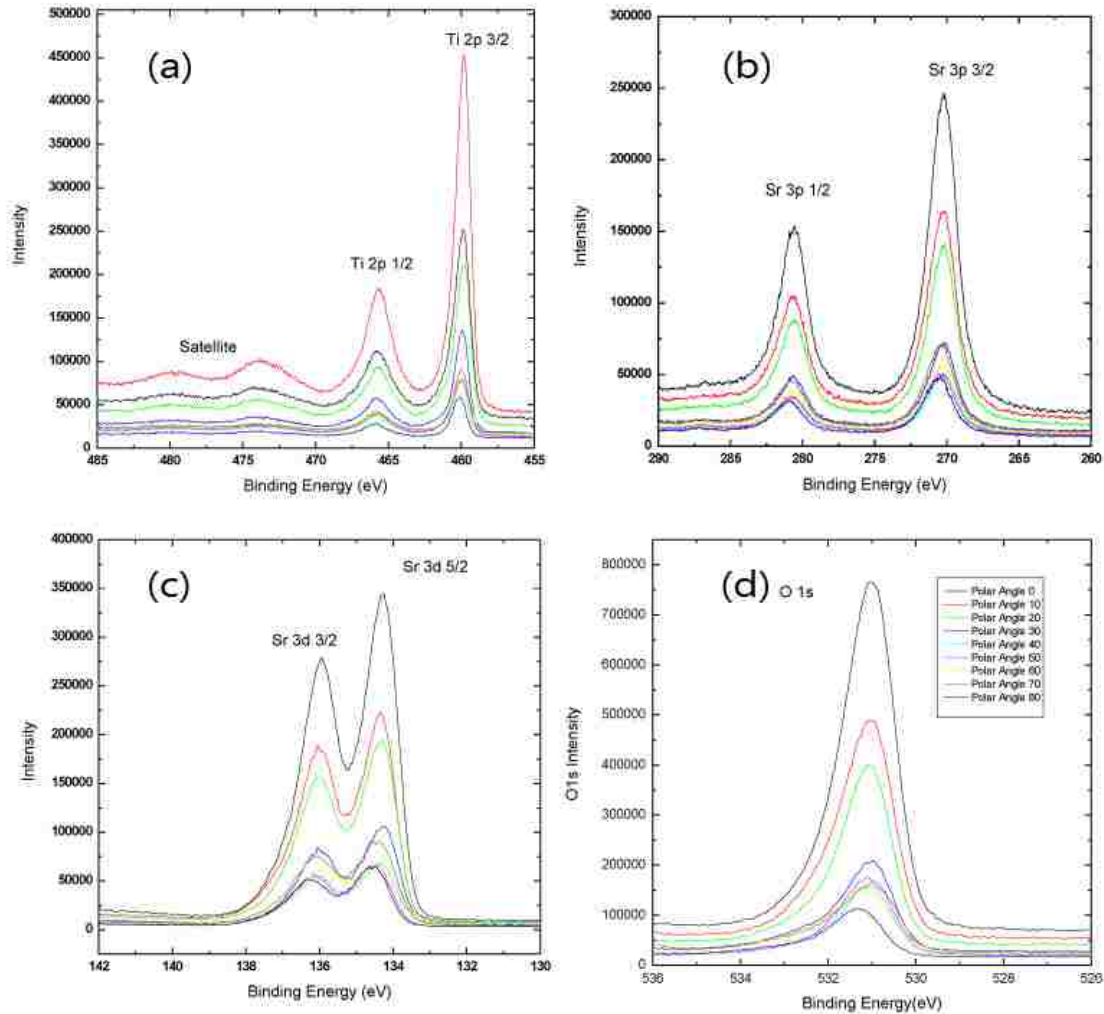 (a)
Ti 2p 3/2
Ti 2p 1/2
Satellite
Intensity
500000
450000
400000
350000
300000
250000
200000
150000
100000
50000
0
485 480 475 470 465 460 455
Binding Energy (eV)
(b)
Sr 3p 3/2
Sr 3p 1/2
Intensity
300000
250000
200000
150000
100000
50000
0
290 285 280 275 270 265 260
Binding Energy (eV)
(c)
Sr 3d 5/2
Sr 3d 3/2
Intensity
400000
350000
300000
250000
200000
150000
100000
50000
0
142 140 138 136 134 132 130
Binding Energy (eV)
(d)
O 1s
Polar Angle 0
Polar Angle 10
Polar Angle 20
Polar Angle 30
Polar Angle 40
Polar Angle 50
Polar Angle 60
Polar Angle 70
Polar Angle 80
O1s Intensity
800000
700000
600000
500000
400000
300000
200000
100000
0
536 534 532 530 528
Binding Energy(eV)